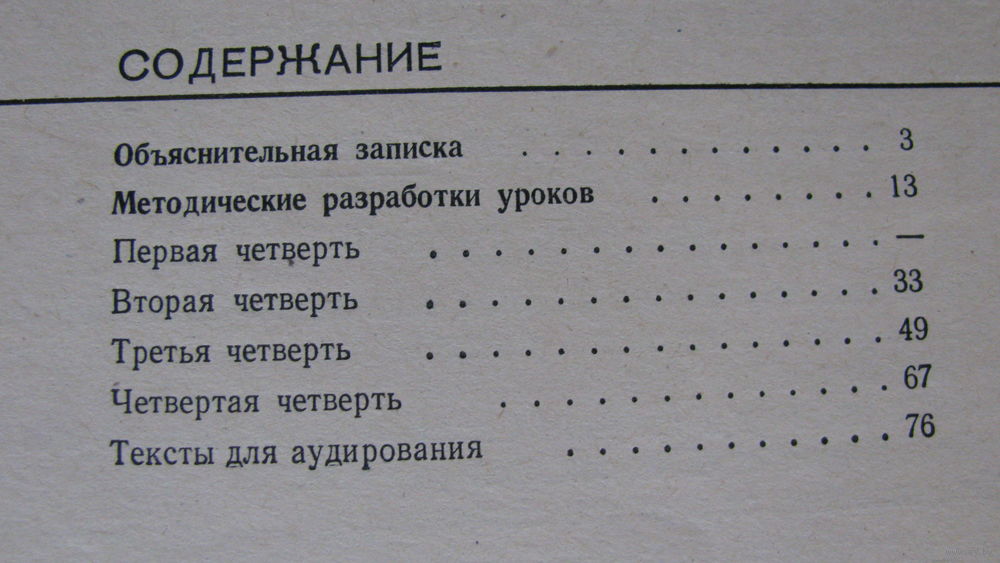 СОДЕРЖАНИЕ
Объяснительная записка . . . . . . . . . . . . 3
Методические разработки уроков . . . . . . . . 13
Первая четверть . . . . . . . . . . . . . . . —
Вторая четверть . . . . . . . . . . . . . . . 33
Третья четверть . . . . . . . . . . . . . . . 49
Четвертая четверть . . . . . . . . . . . . . 67
Тексты для аудирования . . . . . . . . . . . 76